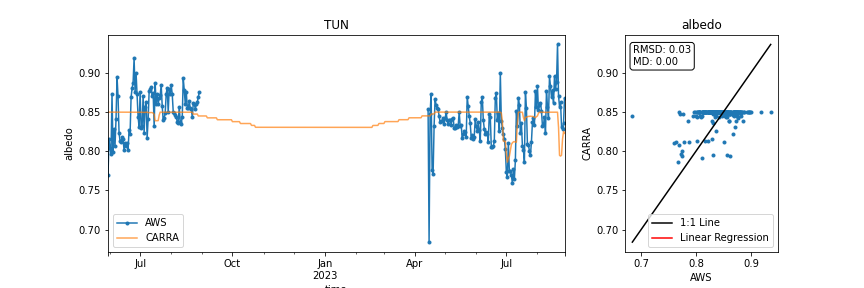 TUN
albedo
0.90
0.85
0.80
0.75
0.70
AWS
CARRA
Jul
Oct
Jan
2023
Apr
Jul
time
albedo
RMSD: 0.03
MD: 0.00
CARRA
0.90
0.85
0.80
0.75
0.70
1:1 Line
Linear Regression
0.7
0.8
0.9
AWS